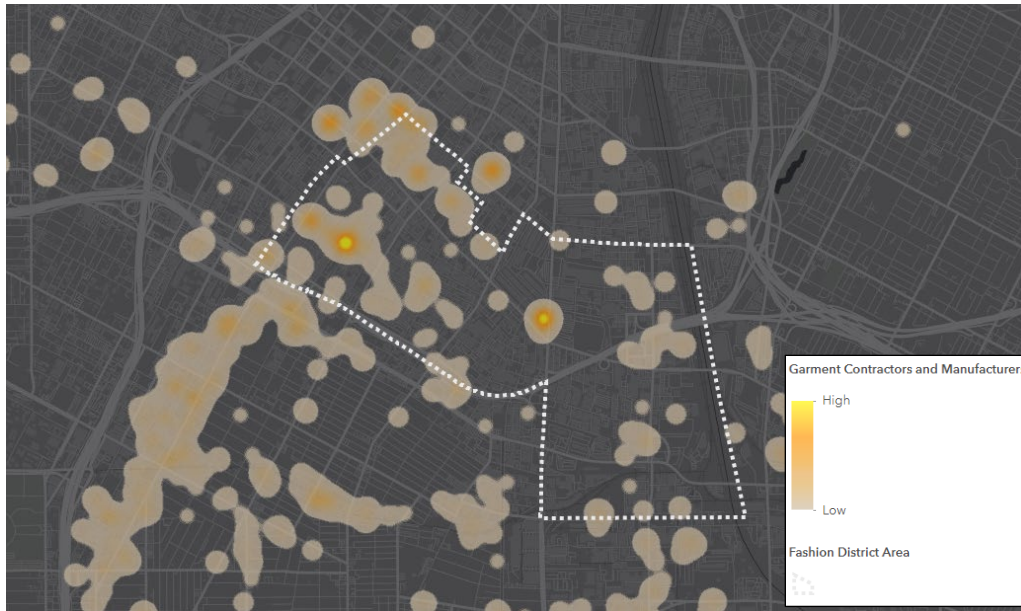 Garment Contractors and Manufacturer
High
Low
Fashion District Area